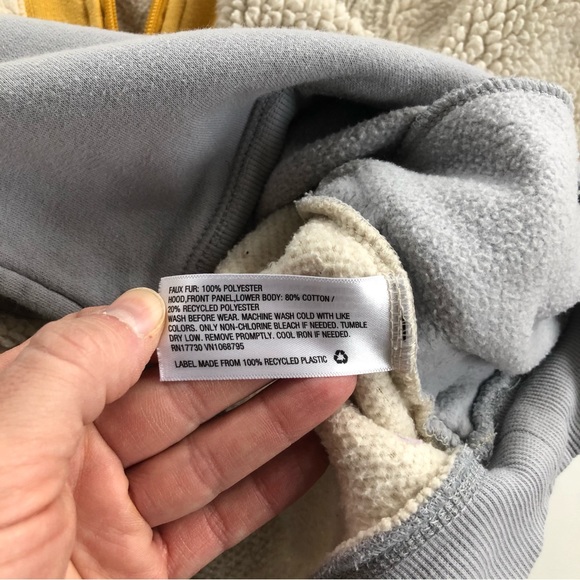 FAUX FUR: 100% POLYESTER
HOOD,FRONT PANEL,LOWER BODY: 80% COTTON /
20% RECYCLED POLYESTER
WASH BEFORE WEAR. MACHINE WASH COLD WITH LIKE
COLORS. ONLY NON-CHLORINE BLEACH IF NEEDED. TUMBLE
DRY LOW. REMOVE PROMPTLY. COOL IRON IF NEEDED.
RN17730 VN1068795
LABEL MADE FROM 100% RECYCLED PLASTIC